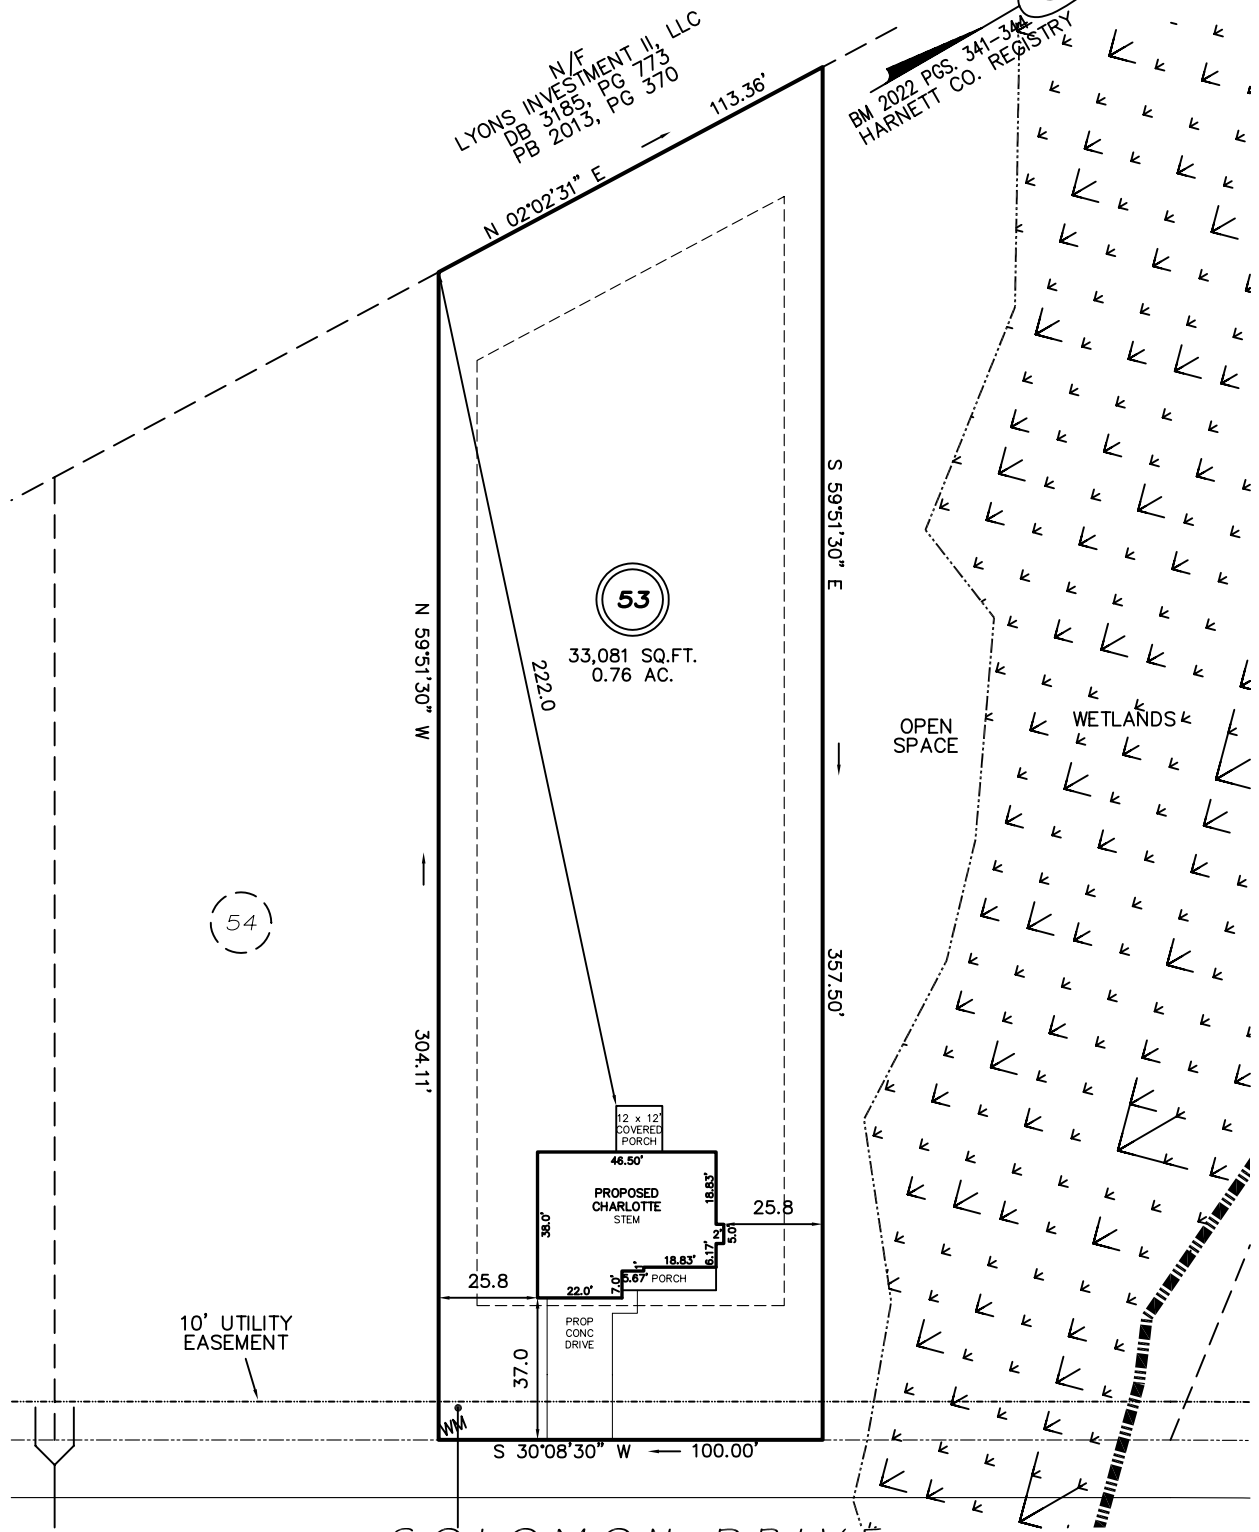 N/F
LYONS INVESTMENT II, LLC
DB 3185, PG 773
PB 2013, PG 370
113.36'
N 02°02'31" E
BM 2022 PGS. 341-344
HARNETT CO. REGISTRY
S 59°51'30" E
357.50'
N 59°51'30" W
304.11'
222.0
53
33,081 SQ.FT.
0.76 AC.
OPEN
SPACE
WETLANDS
54
12 x 12'
COVERED
PORCH
46.50'
PROPOSED
CHARLOTTE
STEM
18.83'
38.0'
2'
5.0'
25.8
6.17'
18.83'
1'
5.67'
PORCH
7.0'
22.0'
25.8
PROP
CONC
DRIVE
37.0
10' UTILITY
EASEMENT
WM
S 30°08'30" W
100.00'
SOLOMON DRIVE